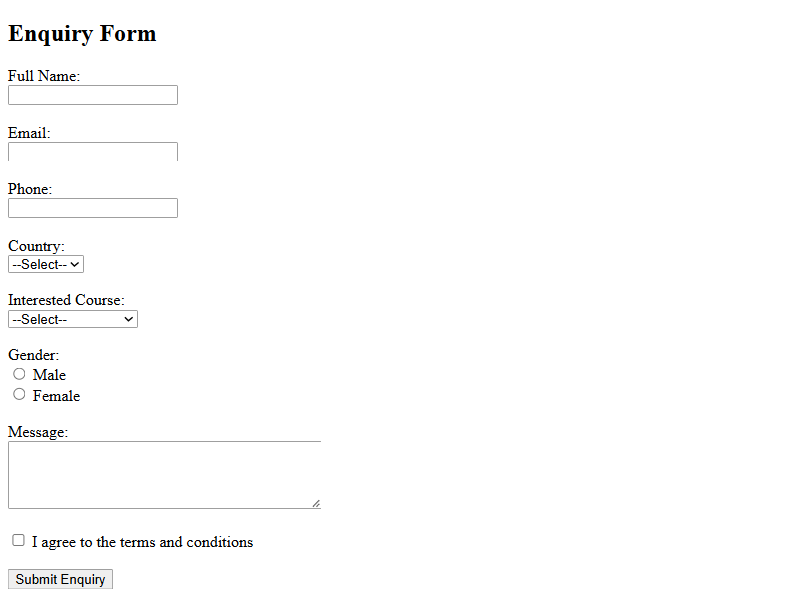 Enquiry Form
Full Name:
Email:
Phone:
Country:
--Select--
Interested Course:
--Select--
Gender:
Male
Female
Message:
I agree to the terms and conditions
Submit Enquiry